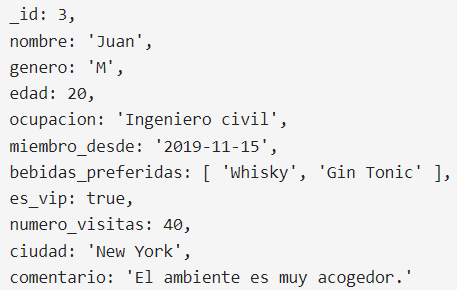 _id: 3,
nombre: 'Juan',
genero: 'M',
edad: 20,
ocupacion: 'Ingeniero civil',
miembro_desde: '2019-11-15',
bebidas_preferidas: [ 'Whisky', 'Gin Tonic' ],
es_vip: true,
numero_visitas: 40,
ciudad: 'New York',
comentario: 'El ambiente es muy acogedor.'